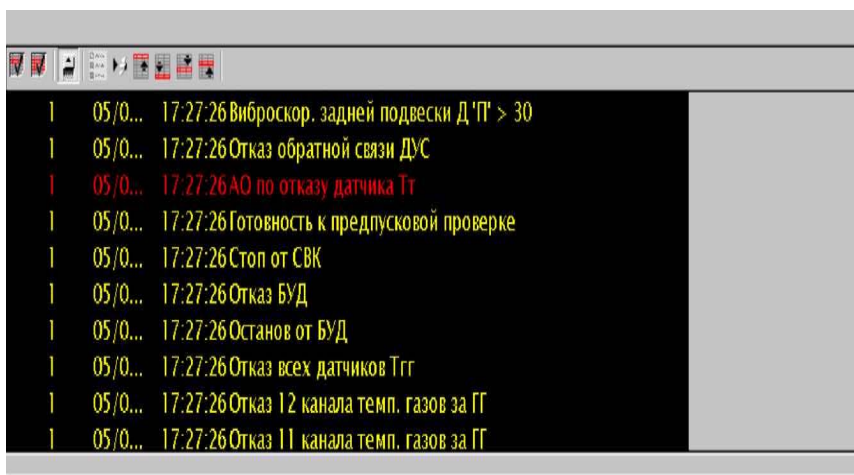 1 05/0... 17:27:26 Виброскор. задней подвески Д 'П' > 30
1 05/0... 17:27:26 Отказ обратной связи ДУС
1 05/0... 17:27:26 АО по отказу датчика Тт
1 05/0... 17:27:26 Готовность к предпусковой проверке
1 05/0... 17:27:26 Стоп от СВК
1 05/0... 17:27:26 Отказ БУД
1 05/0... 17:27:26 Останов от БУД
1 05/0... 17:27:26 Отказ всех датчиков Тгг
1 05/0... 17:27:26 Отказ 12 канала темп. газов за ГГ
1 05/0... 17:27:26 Отказ 11 канала темп. газов за ГГ